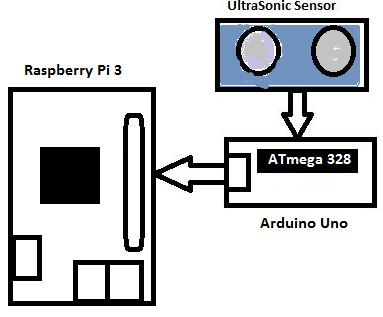 UltraSonic Sensor
Raspberry Pi 3
ATmega 328
Arduino Uno